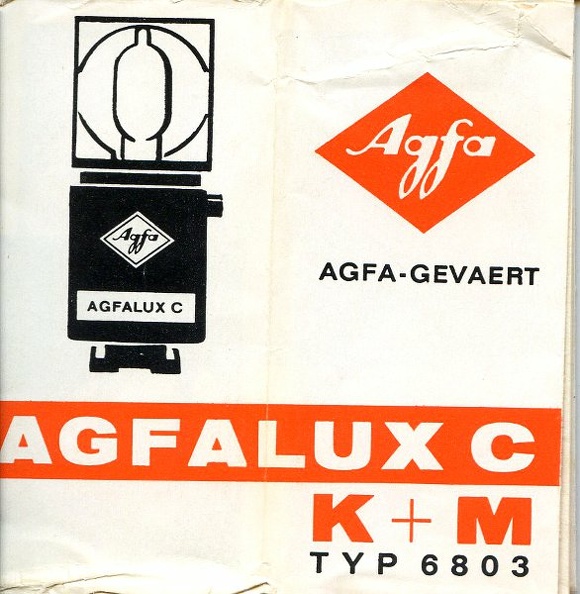 Agfa
AGFALUX C
Agfa
AGFA-GEVAERT
AGFALUX C
K+M
TYP 6803